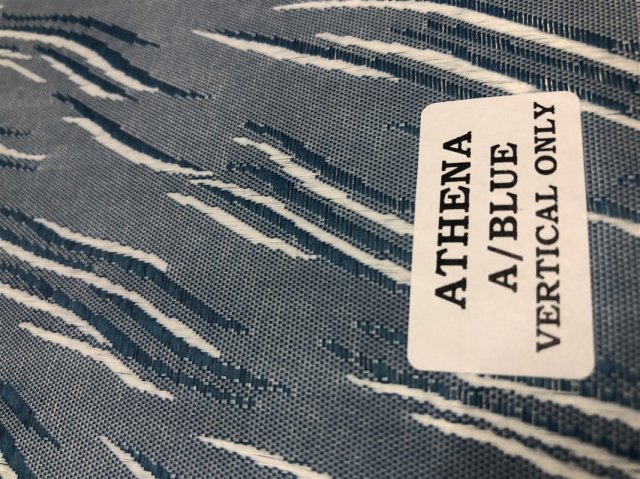 ATHENA
A/BLUE
VERTICAL ONLY